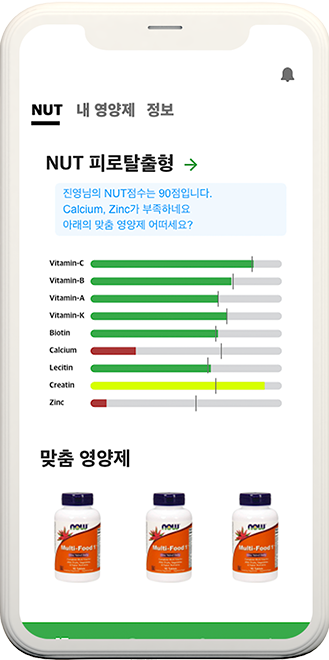 NUT 내 영양제 정보
NUT 피로탈출형 →
진영님의 NUT점수는 90점입니다.
Calcium, Zinc가 부족하네요
아래의 맞춤 영양제 어떠세요?
Vitamin-C
Vitamin-B
Vitamin-A
Vitamin-K
Biotin
Calcium
Lecitin
Creatin
Zinc
맞춤 영양제
NOW NOW NOW
Multi-Food 1 Multi-Food 1 Multi-Food 1